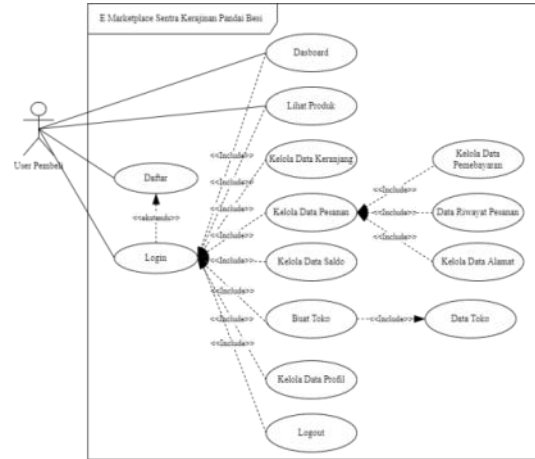 E Marketplace Sentra Kerajinan Pandai Besi
Dasboard
Lihat Produk
User Pembeli
<<Include>>
Kelola Data Keranjang
Kelola Data
Pemebayaran
Daftar
<<Include>>
<<Include>>
<<Include>>
Kelola Data Pesanan
<<Include>>
Data Riwayat Pesanan
<<Include>>
<<Include>>
Login
<<Include>>
Kelola Data Saldo
Kelola Data Alamat
<<Include>>
Buat Toko
<<Include>>
Data Toko
<<Include>>
<<Include>>
Kelola Data Profil
Logout